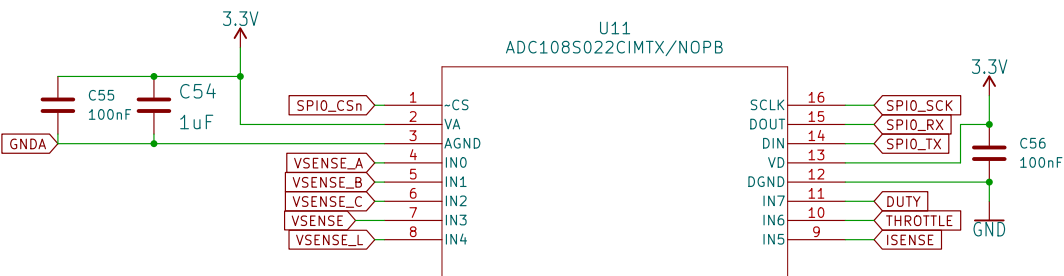 3.3V
U11
ADC108S022CIMTX/NOPB
3.3V
C55
100nF
C54
1uF
GNDA
SPI0_CSn
1
~CS
2
VA
3
AGND
VSENSE_A
4
IN0
VSENSE_B
5
IN1
VSENSE_C
6
IN2
VSENSE
7
IN3
VSENSE_L
8
IN4
SCLK
16
SPI0_SCK
DOUT
15
SPI0_RX
DIN
14
SPI0_TX
VD
13
DGND
12
IN7
11
DUTY
IN6
10
THROTTLE
IN5
9
ISENSE
C56
100nF
GND